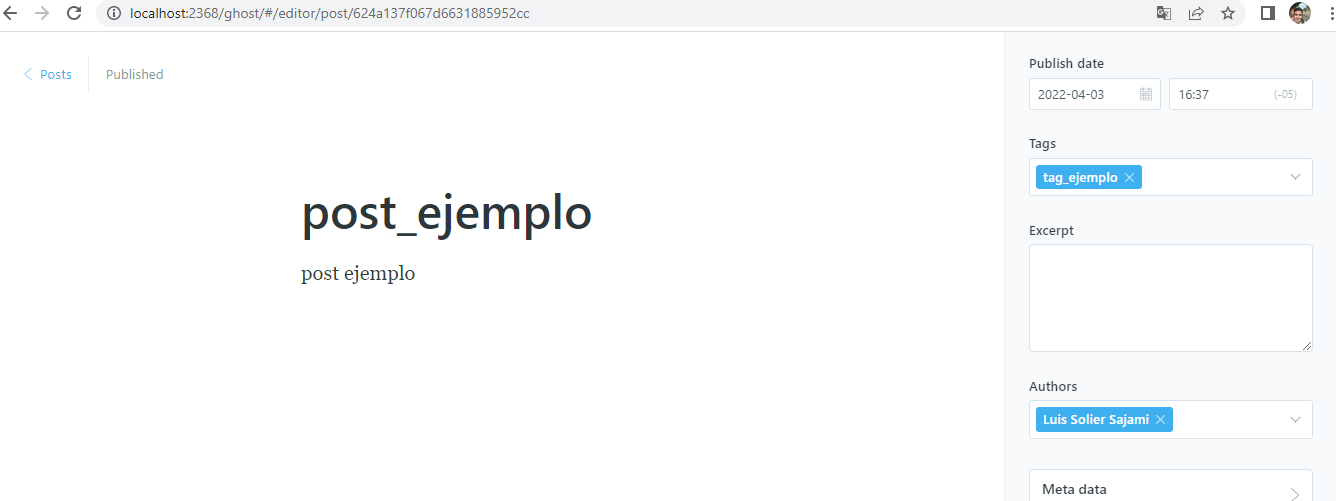 localhost:2368/ghost/#/editor/post/624a137f067d6631885952cc
Posts
Published
post_ejemplo
post ejemplo
Publish date
2022-04-03
16:37
(-05)
Tags
tag_ejemplo
Excerpt
Authors
Luis Solier Sajami
Meta data